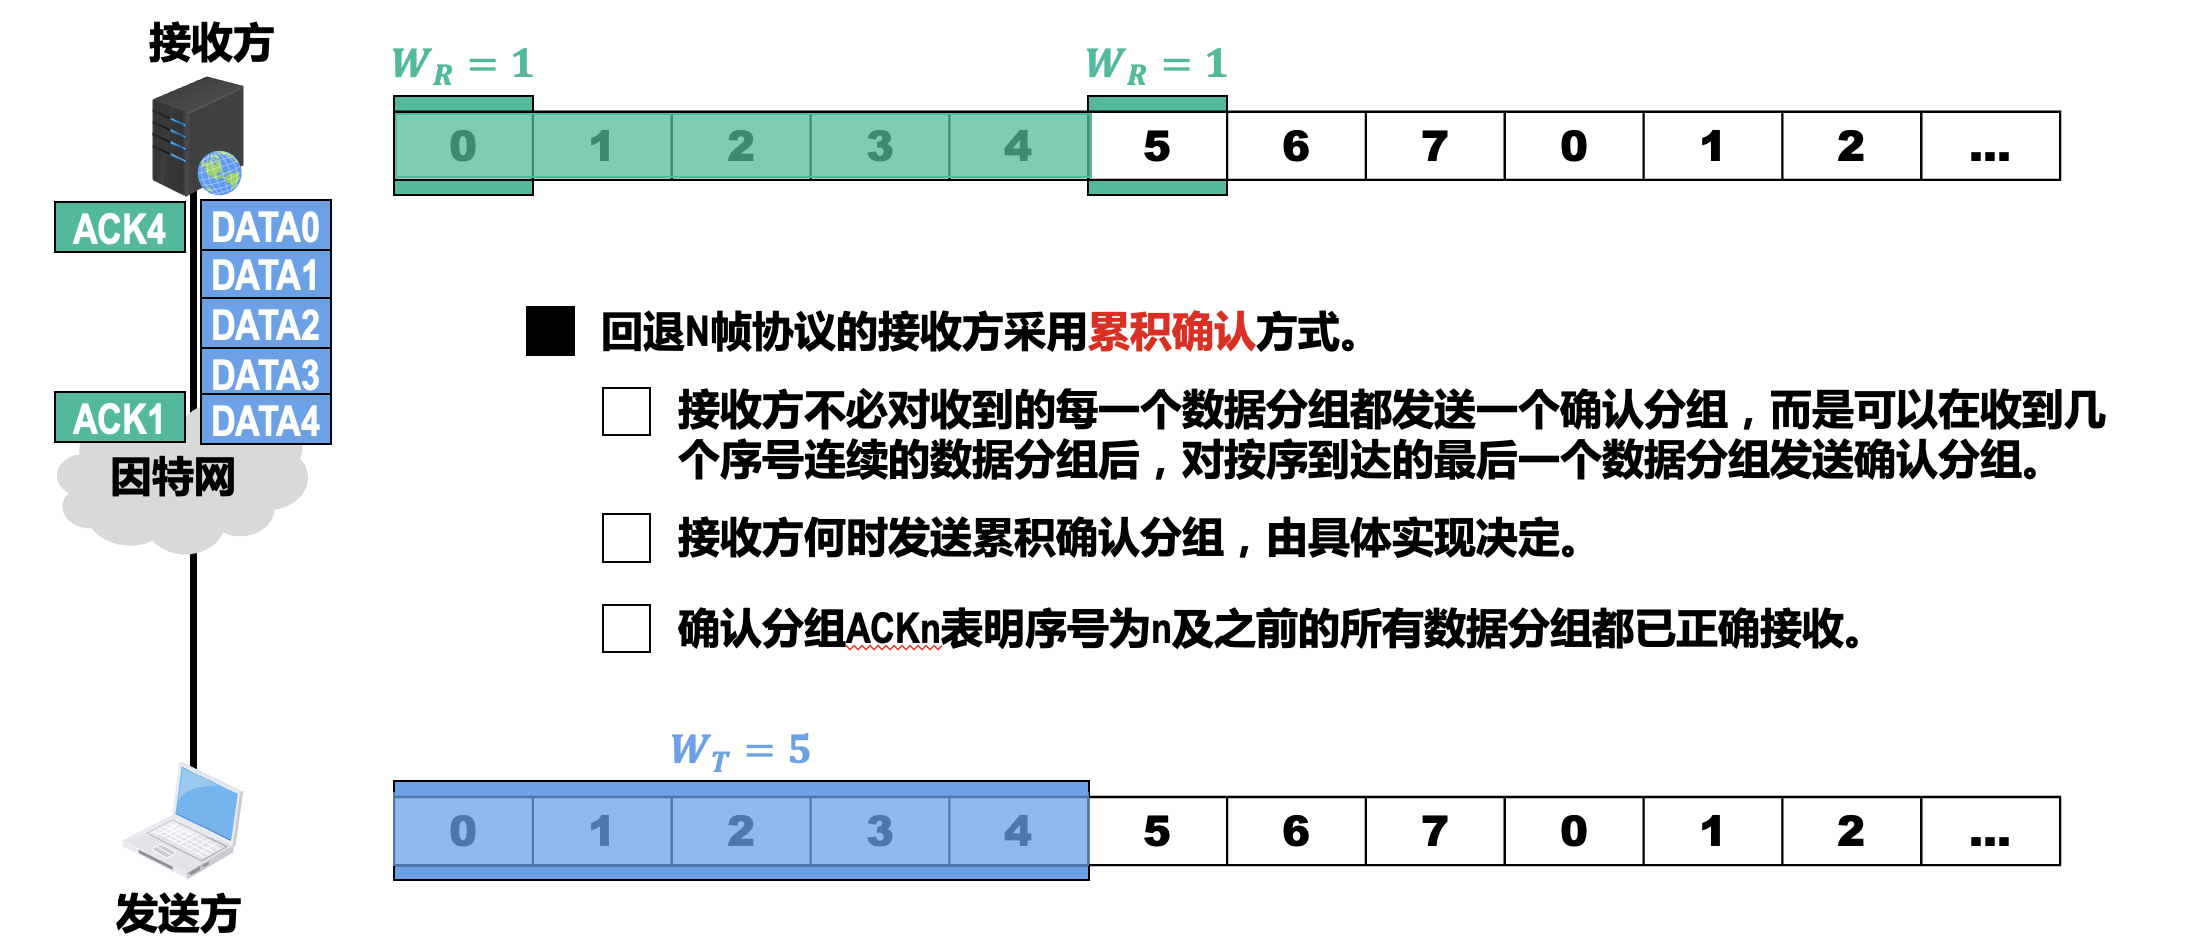 接收方
W_R = 1
W_R = 1
0 1 2 3 4 5 6 7 0 1 2 ...
ACK4
DATA0
DATA1
DATA2
DATA3
ACK1
DATA4
因特网
回退N帧协议的接收方采用累积确认方式。
接收方不必对收到的每一个数据分组都发送一个确认分组，而是可以在收到几
个序号连续的数据分组后，对按序到达的最后一个数据分组发送确认分组。
接收方何时发送累积确认分组，由具体实现决定。
确认分组ACKn表明序号为n及之前的所有数据分组都已正确接收。
W_T = 5
0 1 2 3 4 5 6 7 0 1 2 ...
发送方